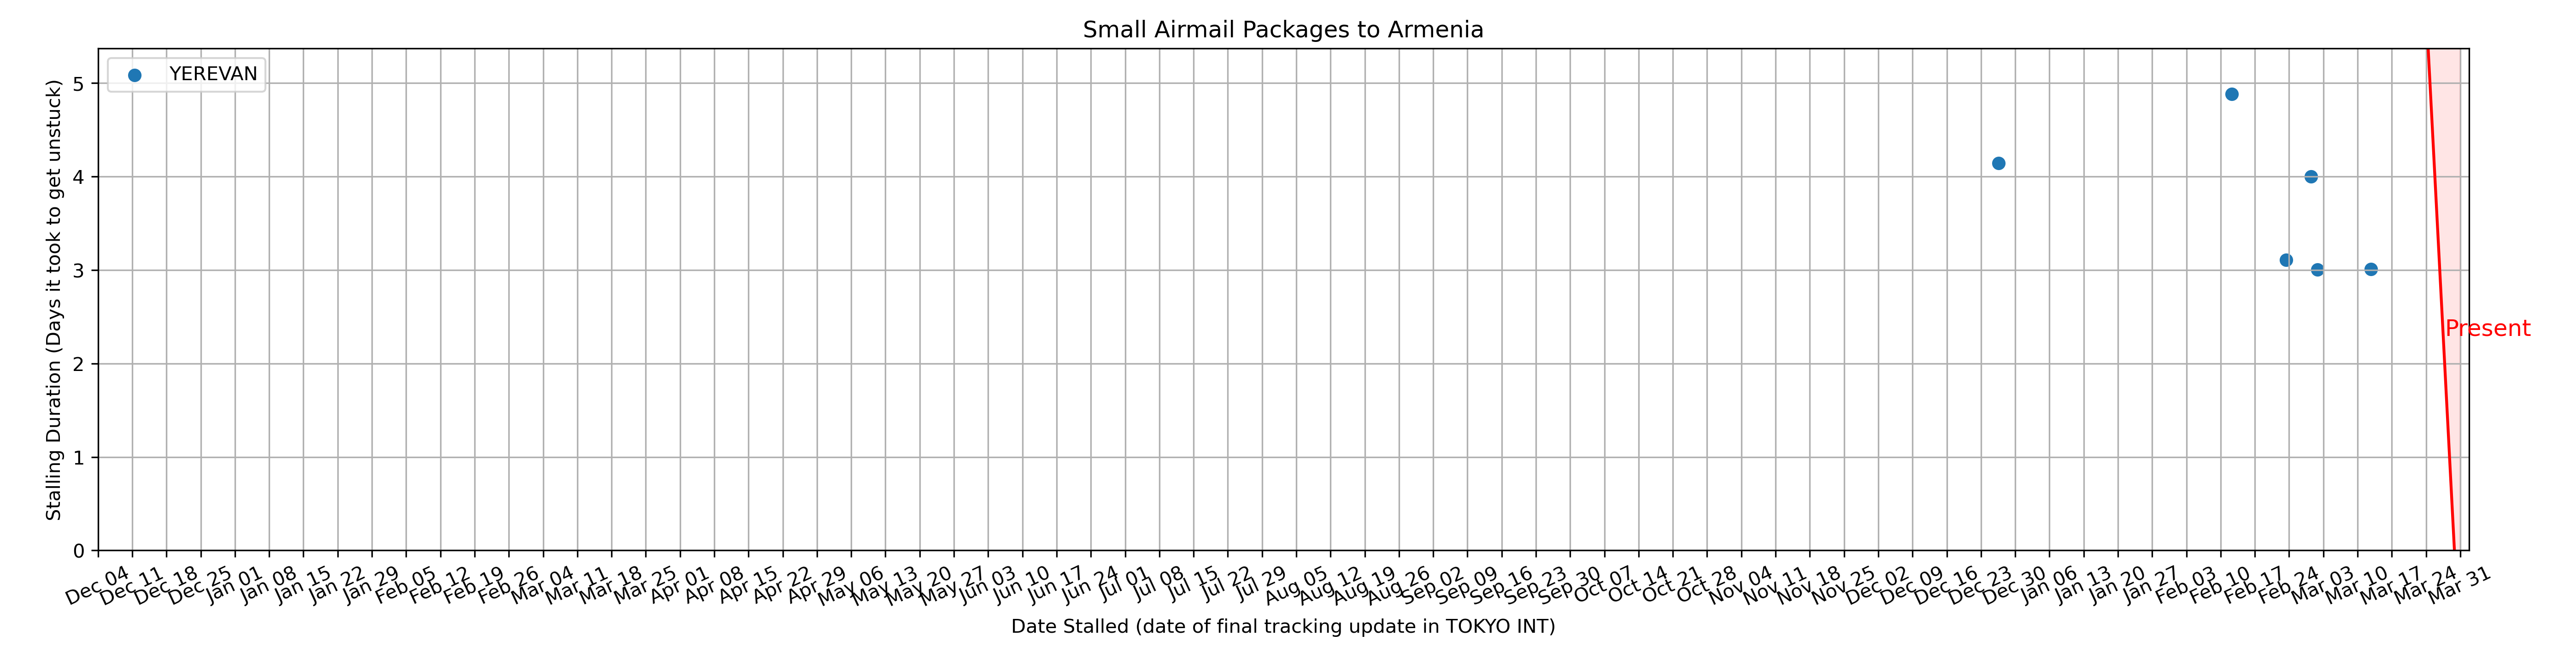 Small Airmail Packages to Armenia
YEREVAN
Stalling Duration (Days it took to get unstuck)
5
4
3
2
1
0
Present
Dec 04 Dec 11 Dec 18 Dec 25 Jan 01 Jan 08 Jan 15 Jan 22 Jan 29 Feb 05 Feb 12 Feb 19 Feb 26 Mar 04 Mar 11 Mar 18 Mar 25 Apr 01 Apr 08 Apr 15 Apr 22 Apr 29 May 06 May 13 May 20 May 27 Jun 03 Jun 10 Jun 17 Jun 24 Jul 01 Jul 08 Jul 15 Jul 22 Jul 29 Aug 05 Aug 12 Aug 19 Aug 26 Sep 02 Sep 09 Sep 16 Sep 23 Sep 30 Oct 07 Oct 14 Oct 21 Oct 28 Nov 04 Nov 11 Nov 18 Nov 25 Dec 02 Dec 09 Dec 16 Dec 23 Dec 30 Jan 06 Jan 13 Jan 20 Jan 27 Feb 03 Feb 10 Feb 17 Feb 24 Mar 03 Mar 10 Mar 17 Mar 24 Mar 31
Date Stalled (date of final tracking update in TOKYO INT)